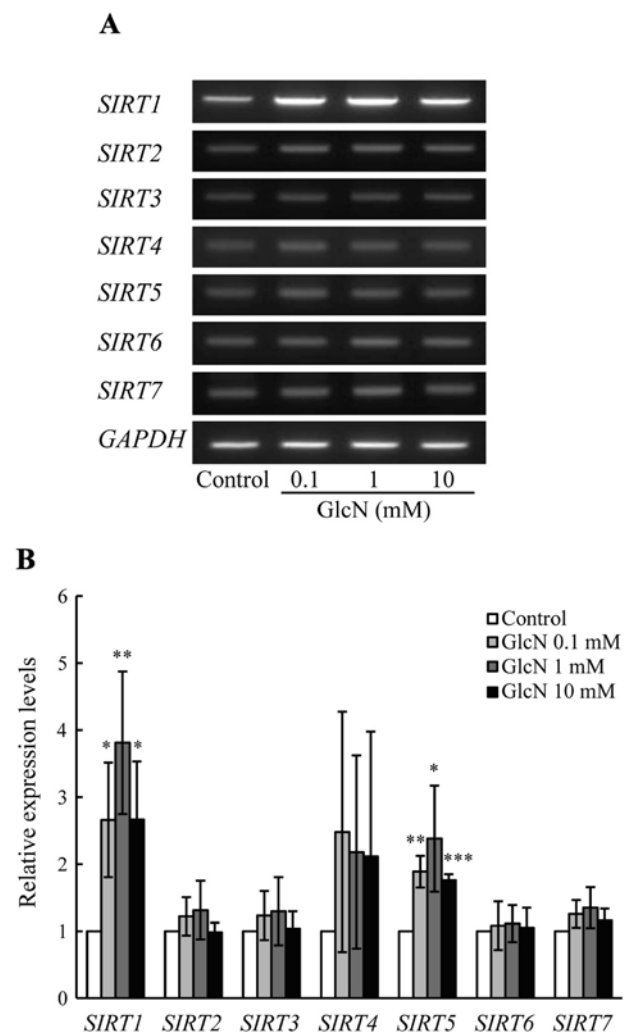 A
SIRT1
SIRT2
SIRT3
SIRT4
SIRT5
SIRT6
SIRT7
GAPDH
Control 0.1 1 10
GlcN (mM)
B
Relative expression levels
6
5
4
3
2
1
0
Control
GlcN 0.1 mM
GlcN 1 mM
GlcN 10 mM
* ** *
** * ***
SIRT1 SIRT2 SIRT3 SIRT4 SIRT5 SIRT6 SIRT7